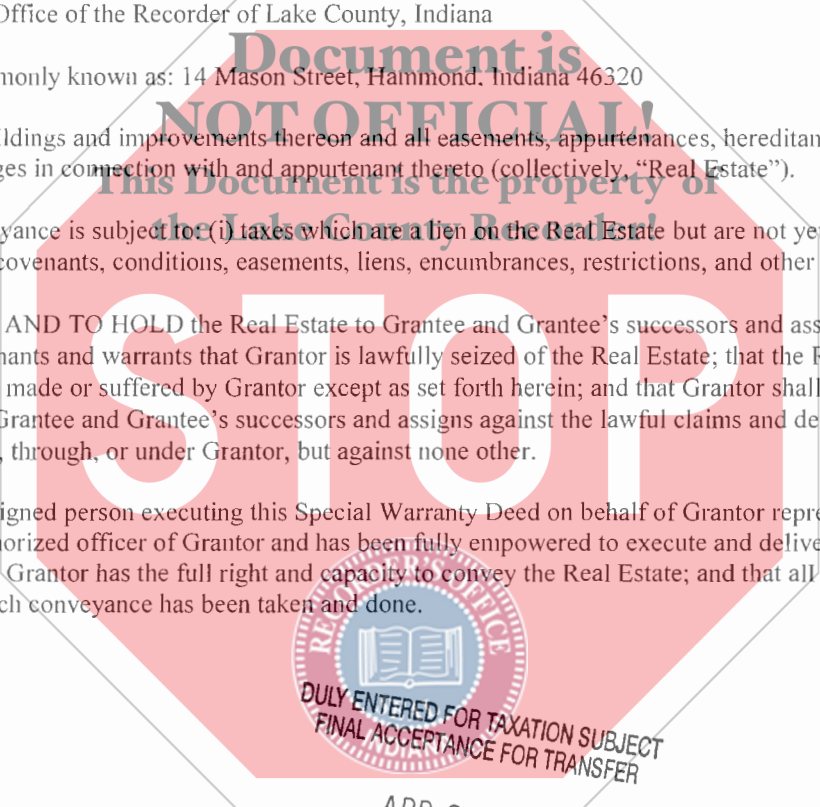 Office of the Recorder of Lake County, Indiana
Document is
monly known as: 14 Mason Street, Hammond, Indiana 46320
NOT OFFICIAL!
ildings and improvements thereon and all easements, appurtenances, hereditan
ges in connection with and appurtenant thereto (collectively, “Real Estate”).
This Document is the property of
the Lake County Recorder!
yance is subject to: (i) taxes which are a lien on the Real Estate but are not ye
covenants, conditions, easements, liens, encumbrances, restrictions, and other
STOP
AND TO HOLD the Real Estate to Grantee and Grantee’s successors and ass
nants and warrants that Grantor is lawfully seized of the Real Estate; that the R
made or suffered by Grantor except as set forth herein; and that Grantor shall
Grantee and Grantee’s successors and assigns against the lawful claims and de
, through, or under Grantor, but against none other.
igned person executing this Special Warranty Deed on behalf of Grantor repre
horized officer of Grantor and has been fully empowered to execute and delive
Grantor has the full right and capacity to convey the Real Estate; and that all
ch conveyance has been taken and done.
RECORDER'S OFFICE
INDIANA
DULY ENTERED FOR TAXATION SUBJECT
FINAL ACCEPTANCE FOR TRANSFER